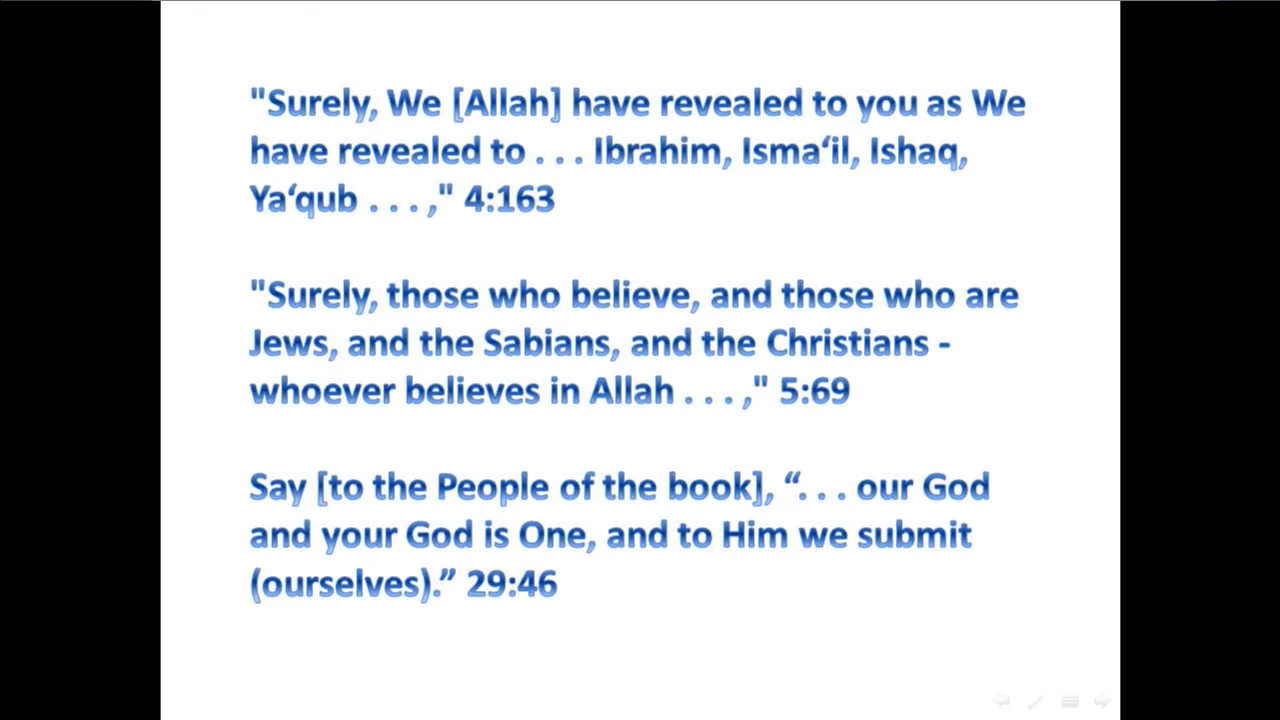 "Surely, We [Allah] have revealed to you as We
have revealed to . . . Ibrahim, Isma‘il, Ishaq,
Ya‘qub . . . ," 4:163
"Surely, those who believe, and those who are
Jews, and the Sabians, and the Christians -
whoever believes in Allah . . . ," 5:69
Say [to the People of the book], “. . . our God
and your God is One, and to Him we submit
(ourselves).” 29:46